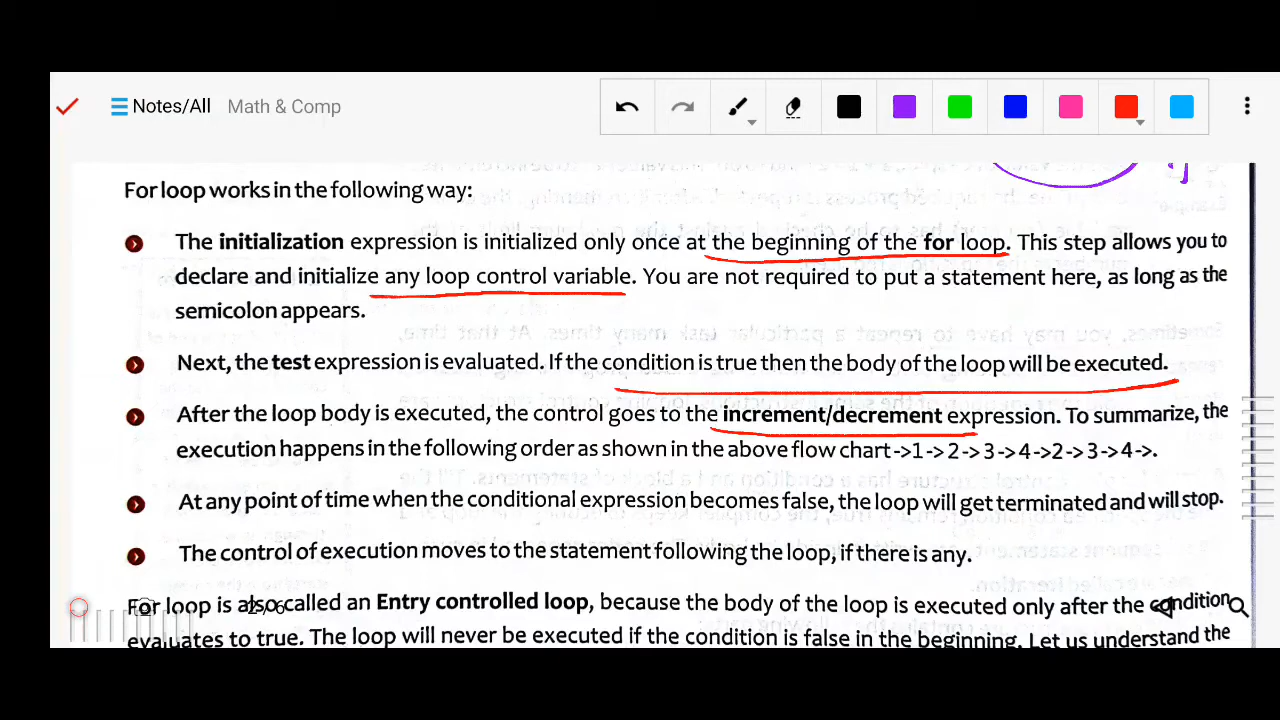 Notes/All Math & Comp
For loop works in the following way:
The initialization expression is initialized only once at the beginning of the for loop. This step allows you to
declare and initialize any loop control variable. You are not required to put a statement here, as long as the
semicolon appears.
Next, the test expression is evaluated. If the condition is true then the body of the loop will be executed.
After the loop body is executed, the control goes to the increment/decrement expression. To summarize, the
execution happens in the following order as shown in the above flow chart ->1-> 2-> 3->4->2->3->4->.
At any point of time when the conditional expression becomes false, the loop will get terminated and will stop.
The control of execution moves to the statement following the loop, if there is any.
For loop is also called an Entry controlled loop, because the body of the loop is executed only after the condition
evaluates to true. The loop will never be executed if the condition is false in the beginning. Let us understand the